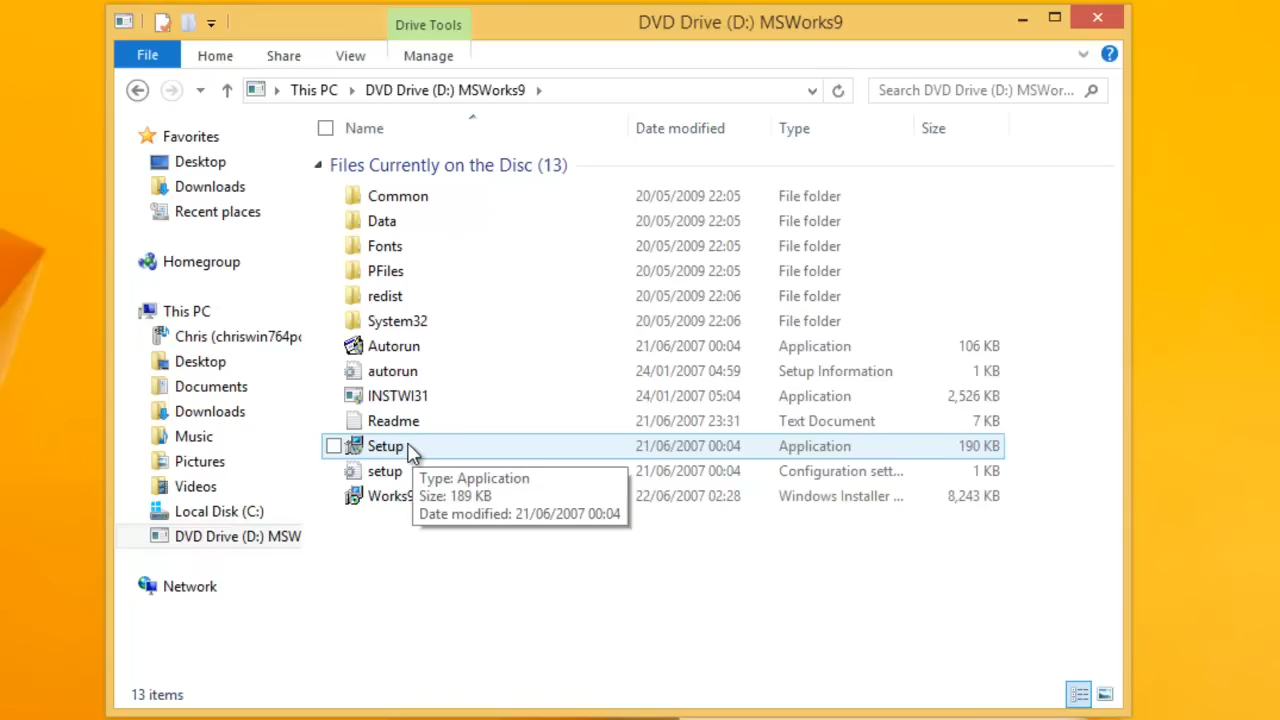 Drive Tools
DVD Drive (D:) MSWorks9
File Home Share View Manage
This PC DVD Drive (D:) MSWorks9
Search DVD Drive (D:) MSWor...
Name Date modified Type Size
Files Currently on the Disc (13)
Common 20/05/2009 22:05 File folder
Data 20/05/2009 22:05 File folder
Fonts 20/05/2009 22:05 File folder
PFiles 20/05/2009 22:05 File folder
redist 20/05/2009 22:06 File folder
System32 20/05/2009 22:06 File folder
Autorun 21/06/2007 00:04 Application 106 KB
autorun 24/01/2007 04:59 Setup Information 1 KB
INSTWI31 24/01/2007 05:04 Application 2,526 KB
Readme 21/06/2007 23:31 Text Document 7 KB
Setup 21/06/2007 00:04 Application 190 KB
setup 21/06/2007 00:04 Configuration sett... 1 KB
Works9 22/06/2007 02:28 Windows Installer ... 8,243 KB
Type: Application
Size: 189 KB
Date modified: 21/06/2007 00:04
Favorites
Desktop
Downloads
Recent places
Homegroup
This PC
Chris (chriswin764pc
Desktop
Documents
Downloads
Music
Pictures
Videos
Local Disk (C:)
DVD Drive (D:) MSW
Network
13 items